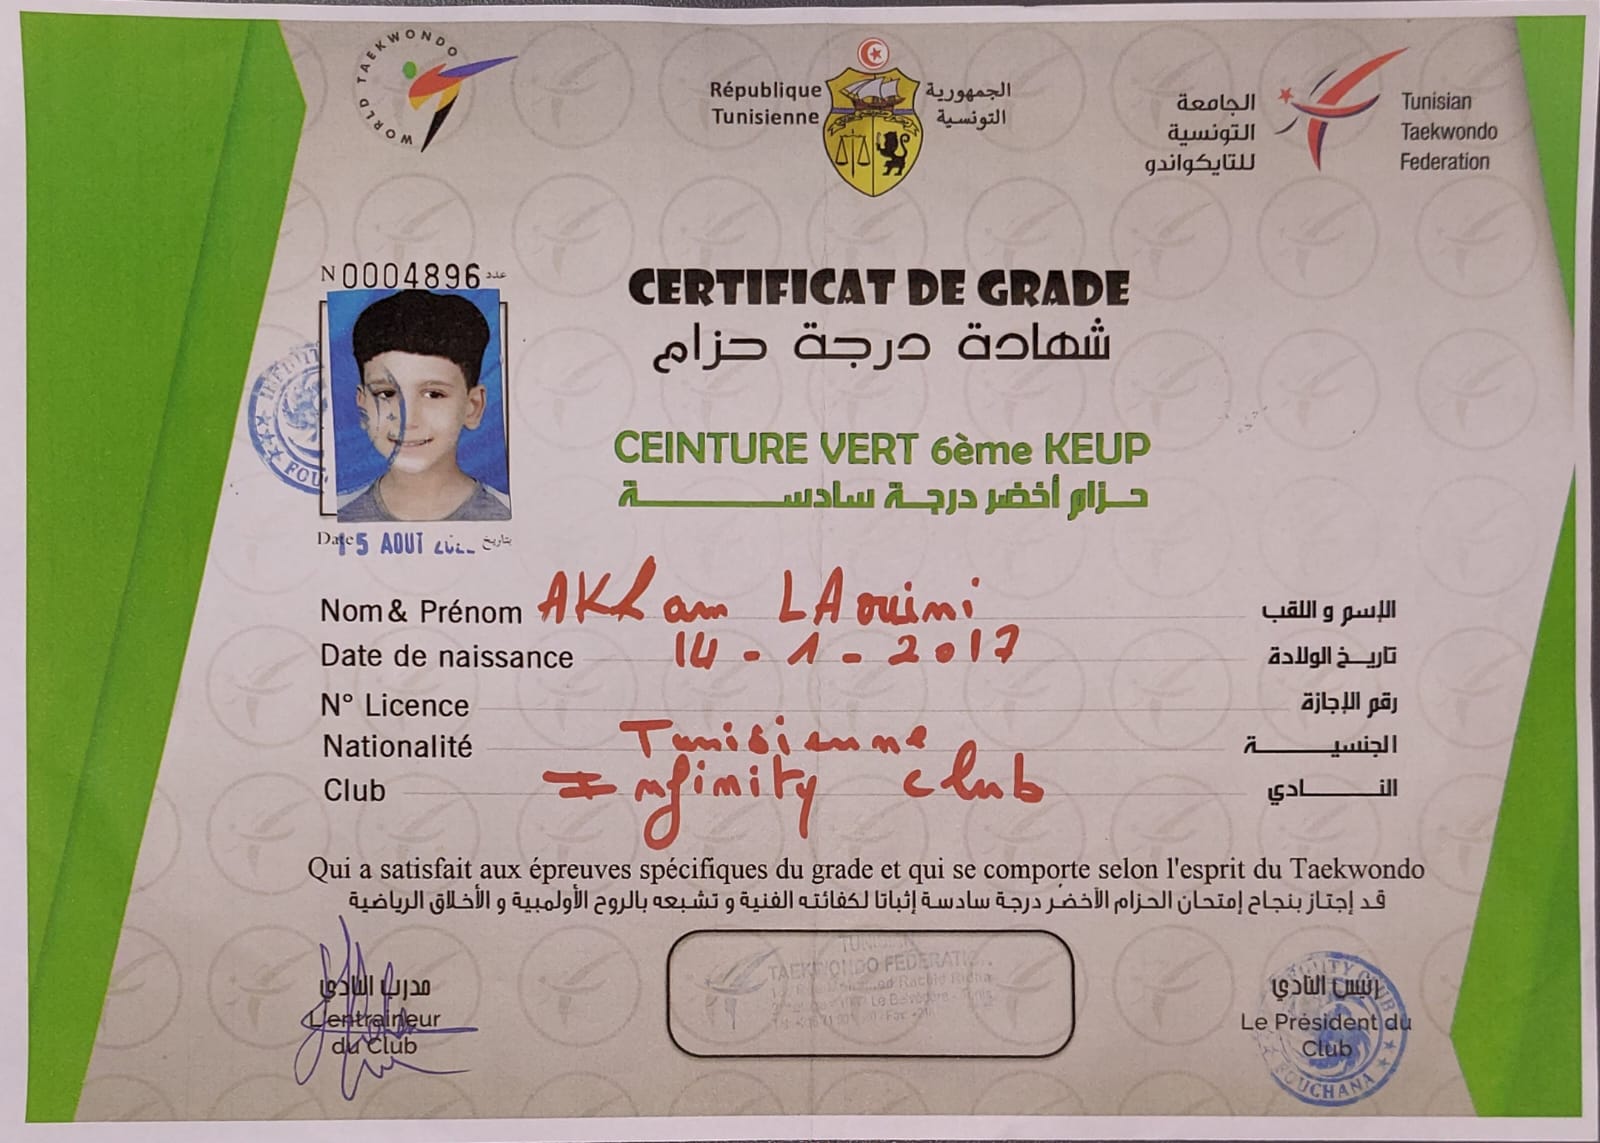 WORLD TAEKWONDO
République
Tunisienne
الجمهورية
التونسية
الجامعة
التونسية
للتايكواندو
Tunisian
Taekwondo
Federation
N 0004896 عدد
CERTIFICAT DE GRADE
شهادة درجة حزام
CEINTURE VERT 6ème KEUP
حزام أخضر درجة سادسة
Date 15 AOUT بتاريخ
Nom& Prénom AKRam LAouini الإسم و اللقب
Date de naissance 14-1-2017 تاريخ الولادة
N° Licence رقم الإجازة
Nationalité Tunisienne الجنسية
Club Infinity club النادي
Qui a satisfait aux épreuves spécifiques du grade et qui se comporte selon l'esprit du Taekwondo
قد إجتاز بنجاح إمتحان الحزام الأخضر درجة سادسة إثباتا لكفائته الفنية و تشبعه بالروح الأولمبية و الأخلاق الرياضية
مدرب النادي
L'entraîneur
du Club
TUNISIAN
TAEKWONDO FEDERATION
رئيس النادي
Le Président du
Club
INFINITY CLUB
FOUCHANA